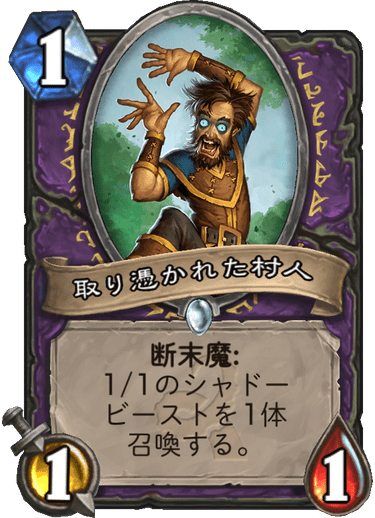 1
取り憑かれた村人
断末魔:
1/1のシャドー
ビーストを1体
召喚する。
1
1